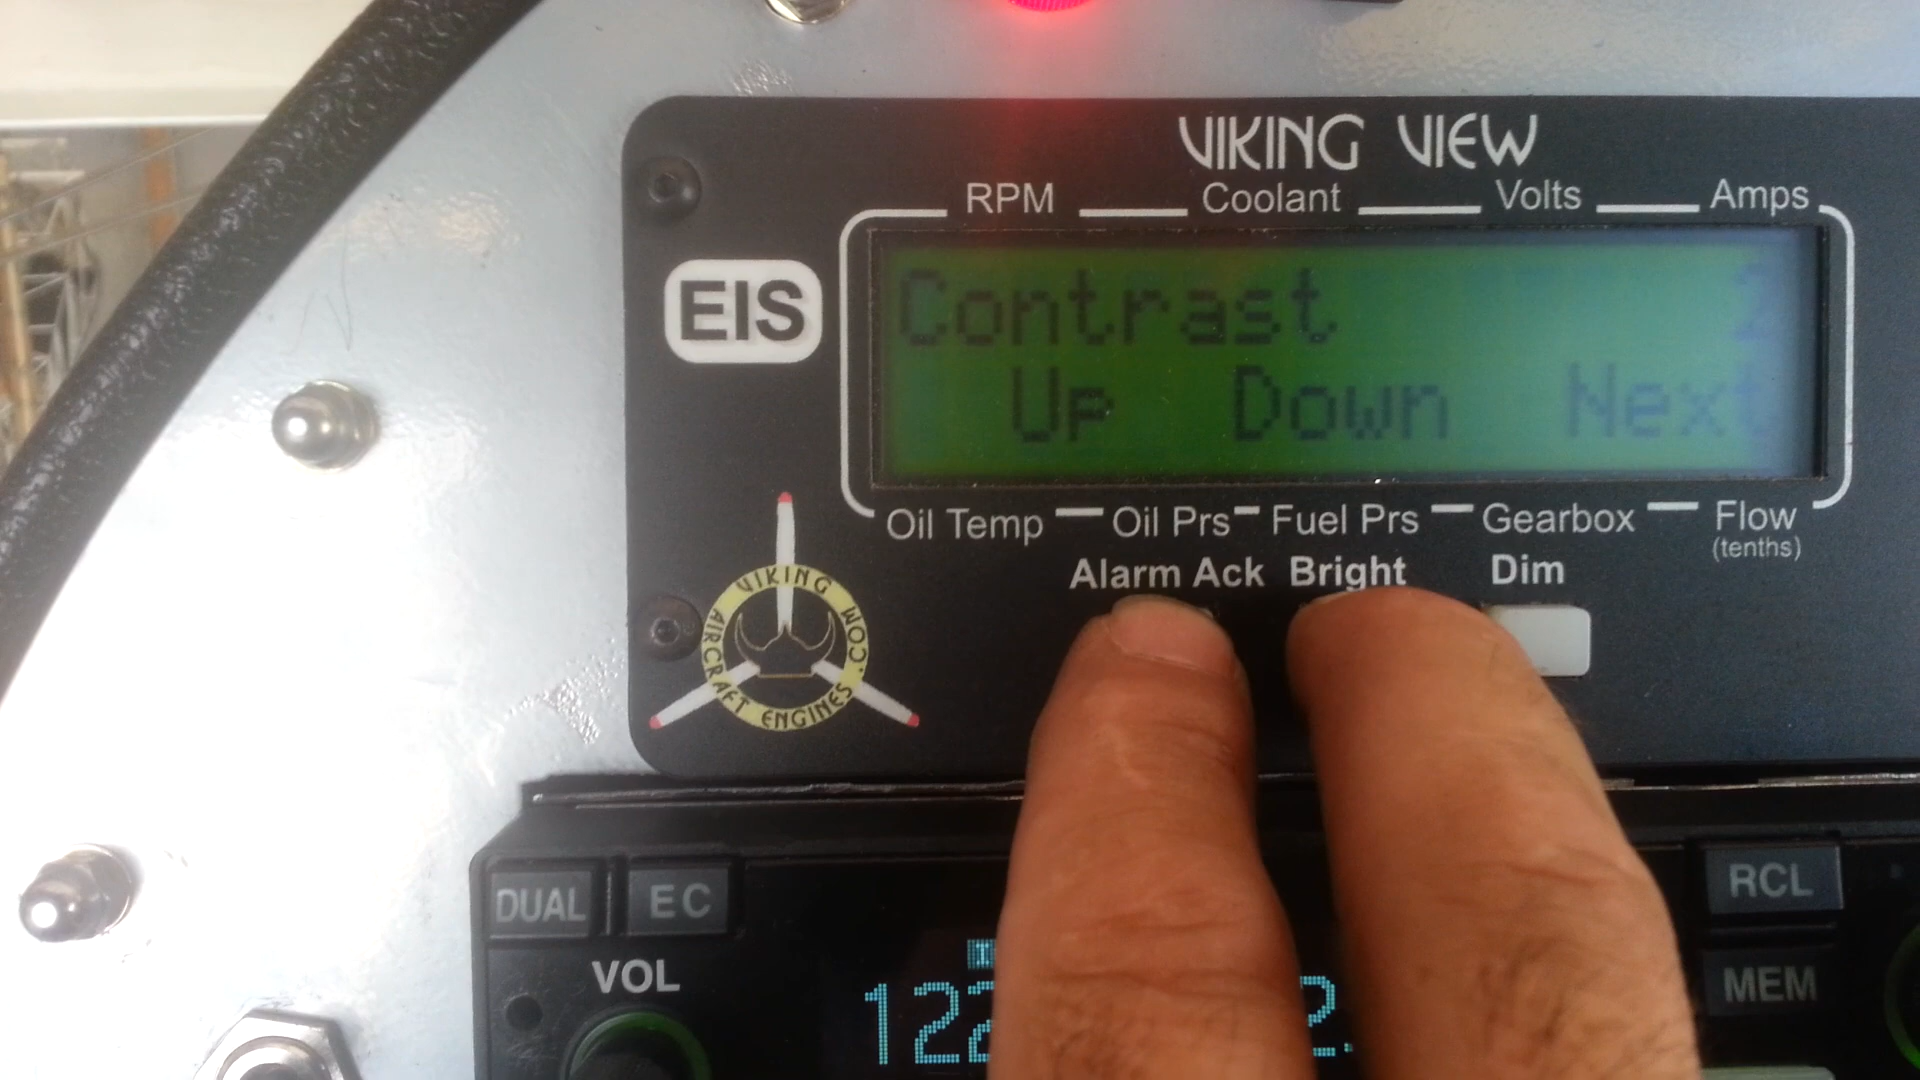 VIKING VIEW
RPM Coolant Volts Amps
EIS
Contrast 2
Up Down Next
Oil Temp Oil Prs Fuel Prs Gearbox Flow
(tenths)
Alarm Ack Bright Dim
VIKING
AIRCRAFT ENGINES .COM
DUAL EC
RCL
VOL
MEM